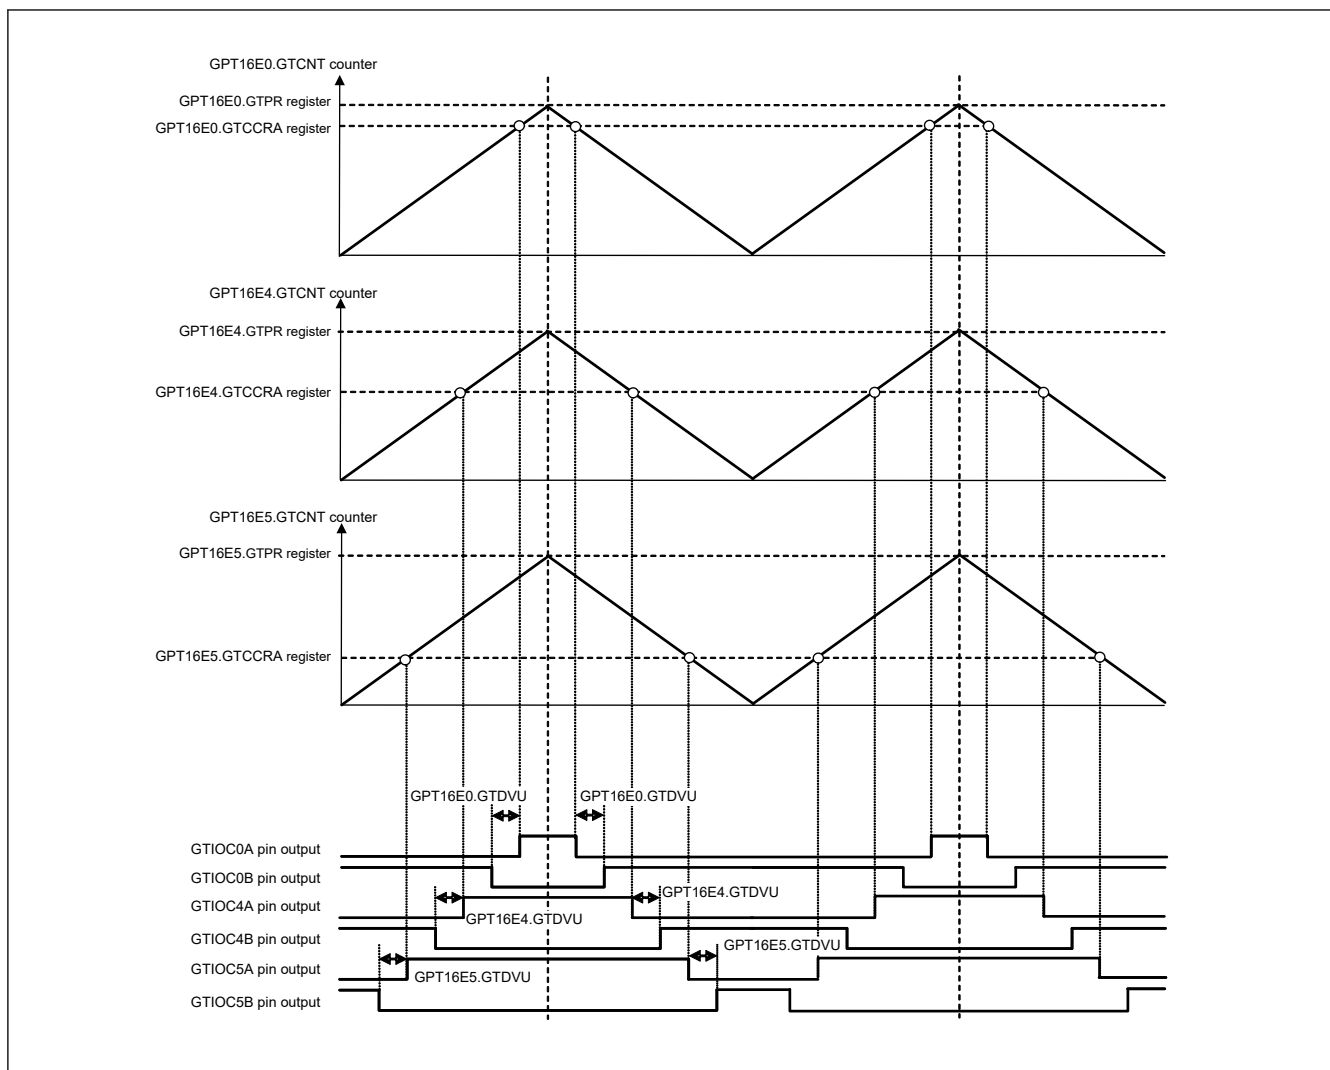 GPT16E0.GTCNT counter
GPT16E0.GTPR register
GPT16E0.GTCCRA register
GPT16E4.GTCNT counter
GPT16E4.GTPR register
GPT16E4.GTCCRA register
GPT16E5.GTCNT counter
GPT16E5.GTPR register
GPT16E5.GTCCRA register
GPT16E0.GTDVU GPT16E0.GTDVU
GTIOC0A pin output
GTIOC0B pin output
GPT16E4.GTDVU
GTIOC4A pin output
GPT16E4.GTDVU
GTIOC4B pin output
GPT16E5.GTDVU
GTIOC5A pin output
GPT16E5.GTDVU
GTIOC5B pin output